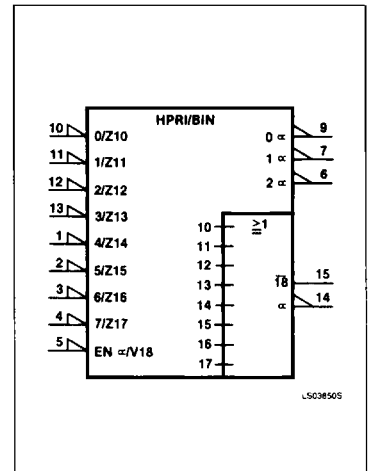 HPRI/BIN
10 0/Z10 0 α 9
11 1/Z11 1 α 7
12 2/Z12 2 α 6
13 3/Z13
1 4/Z14
2 5/Z15
3 6/Z16
4 7/Z17
5 EN α/V18
10 ≥1
11
12
13 18 15
14 α 14
15
16
17
LS03850S